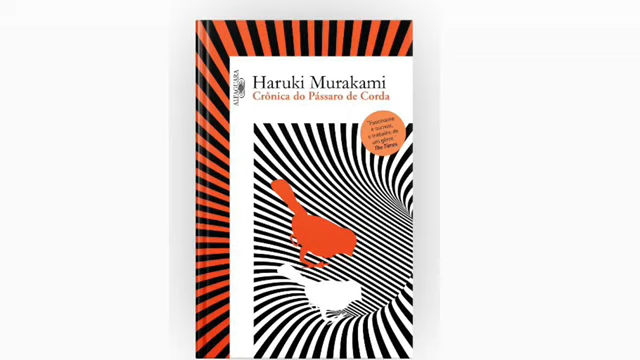 ALFAGUARA
Haruki Murakami
Crônica do Pássaro de Corda
"Fascinante
e surreal,
o trabalho de
um gênio."
The Times